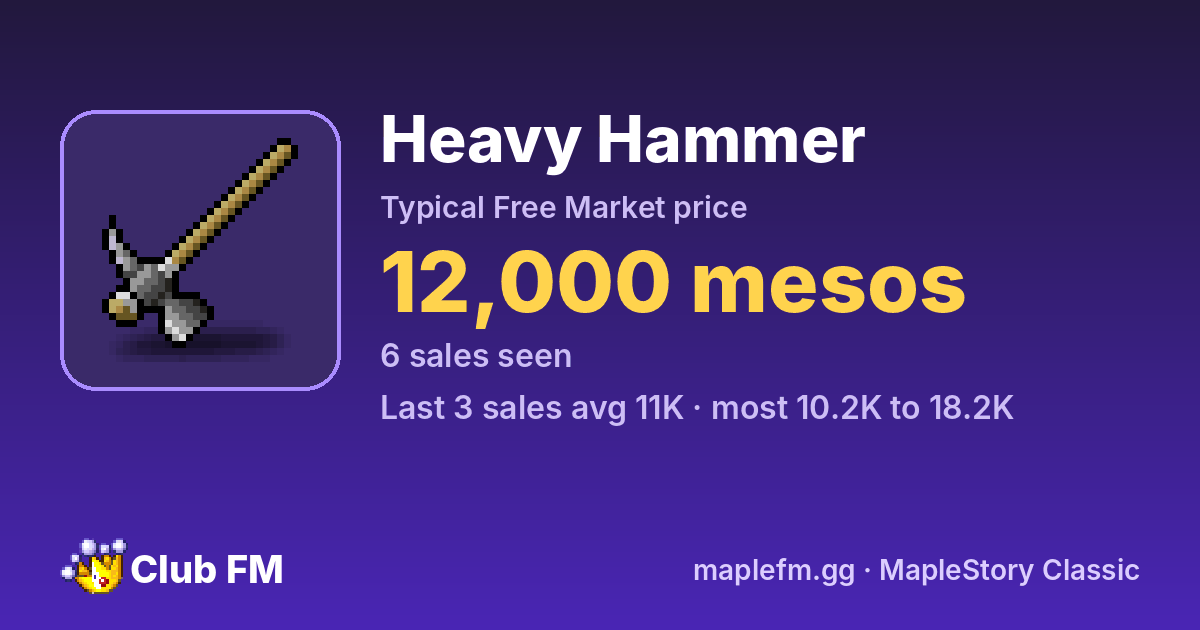 Heavy Hammer
Typical Free Market price
12,000 mesos
6 sales seen
Last 3 sales avg 11K · most 10.2K to 18.2K
Club FM
maplefm.gg · MapleStory Classic